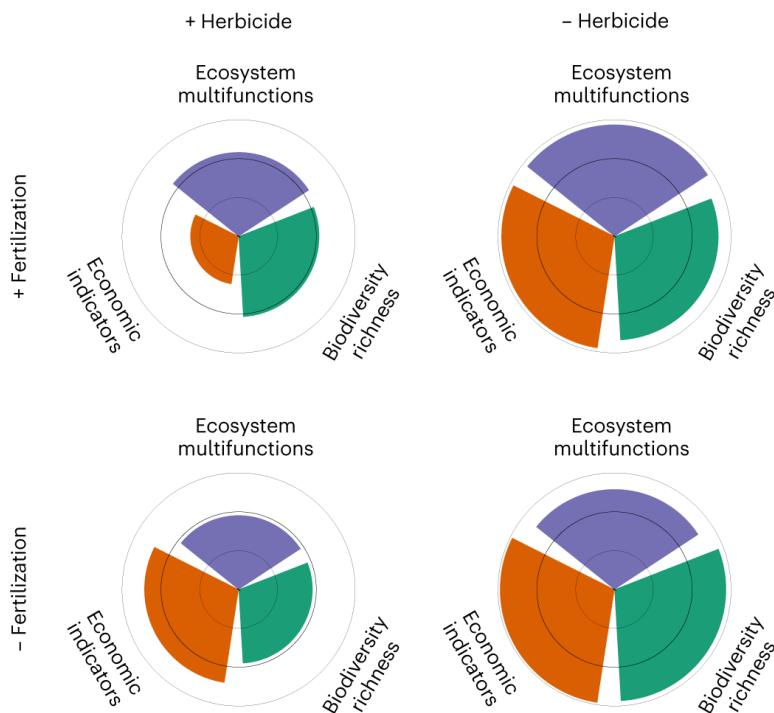 + Herbicide
– Herbicide
+ Fertilization
Ecosystem
multifunctions
Economic
indicators
Biodiversity
richness
Ecosystem
multifunctions
Economic
indicators
Biodiversity
richness
– Fertilization
Ecosystem
multifunctions
Economic
indicators
Biodiversity
richness
Ecosystem
multifunctions
Economic
indicators
Biodiversity
richness